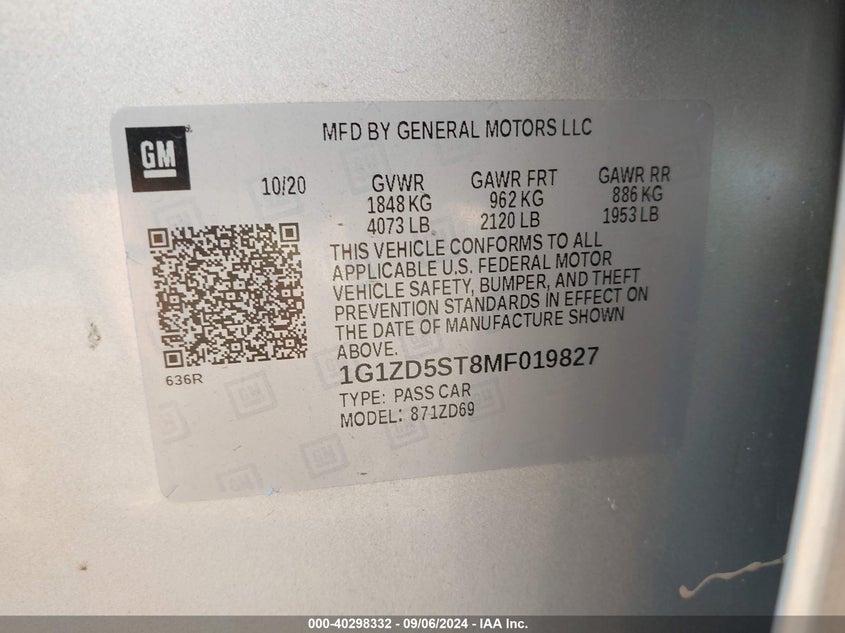 MFD BY GENERAL MOTORS LLC
GM
10/20 GVWR GAWR FRT GAWR RR
1848 KG 962 KG 886 KG
4073 LB 2120 LB 1953 LB
THIS VEHICLE CONFORMS TO ALL
APPLICABLE U.S. FEDERAL MOTOR
VEHICLE SAFETY, BUMPER, AND THEFT
PREVENTION STANDARDS IN EFFECT ON
THE DATE OF MANUFACTURE SHOWN
ABOVE.
636R
1G1ZD5ST8MF019827
TYPE: PASS CAR
MODEL: 871ZD69
000-40298332 - 09/06/2024 - IAA Inc.